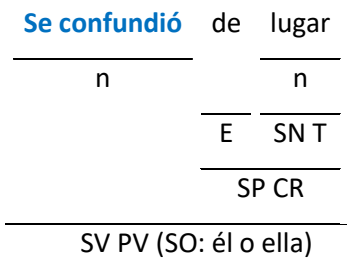 Se confundió de lugar
n n
E SN T
SP CR
SV PV (SO: él o ella)